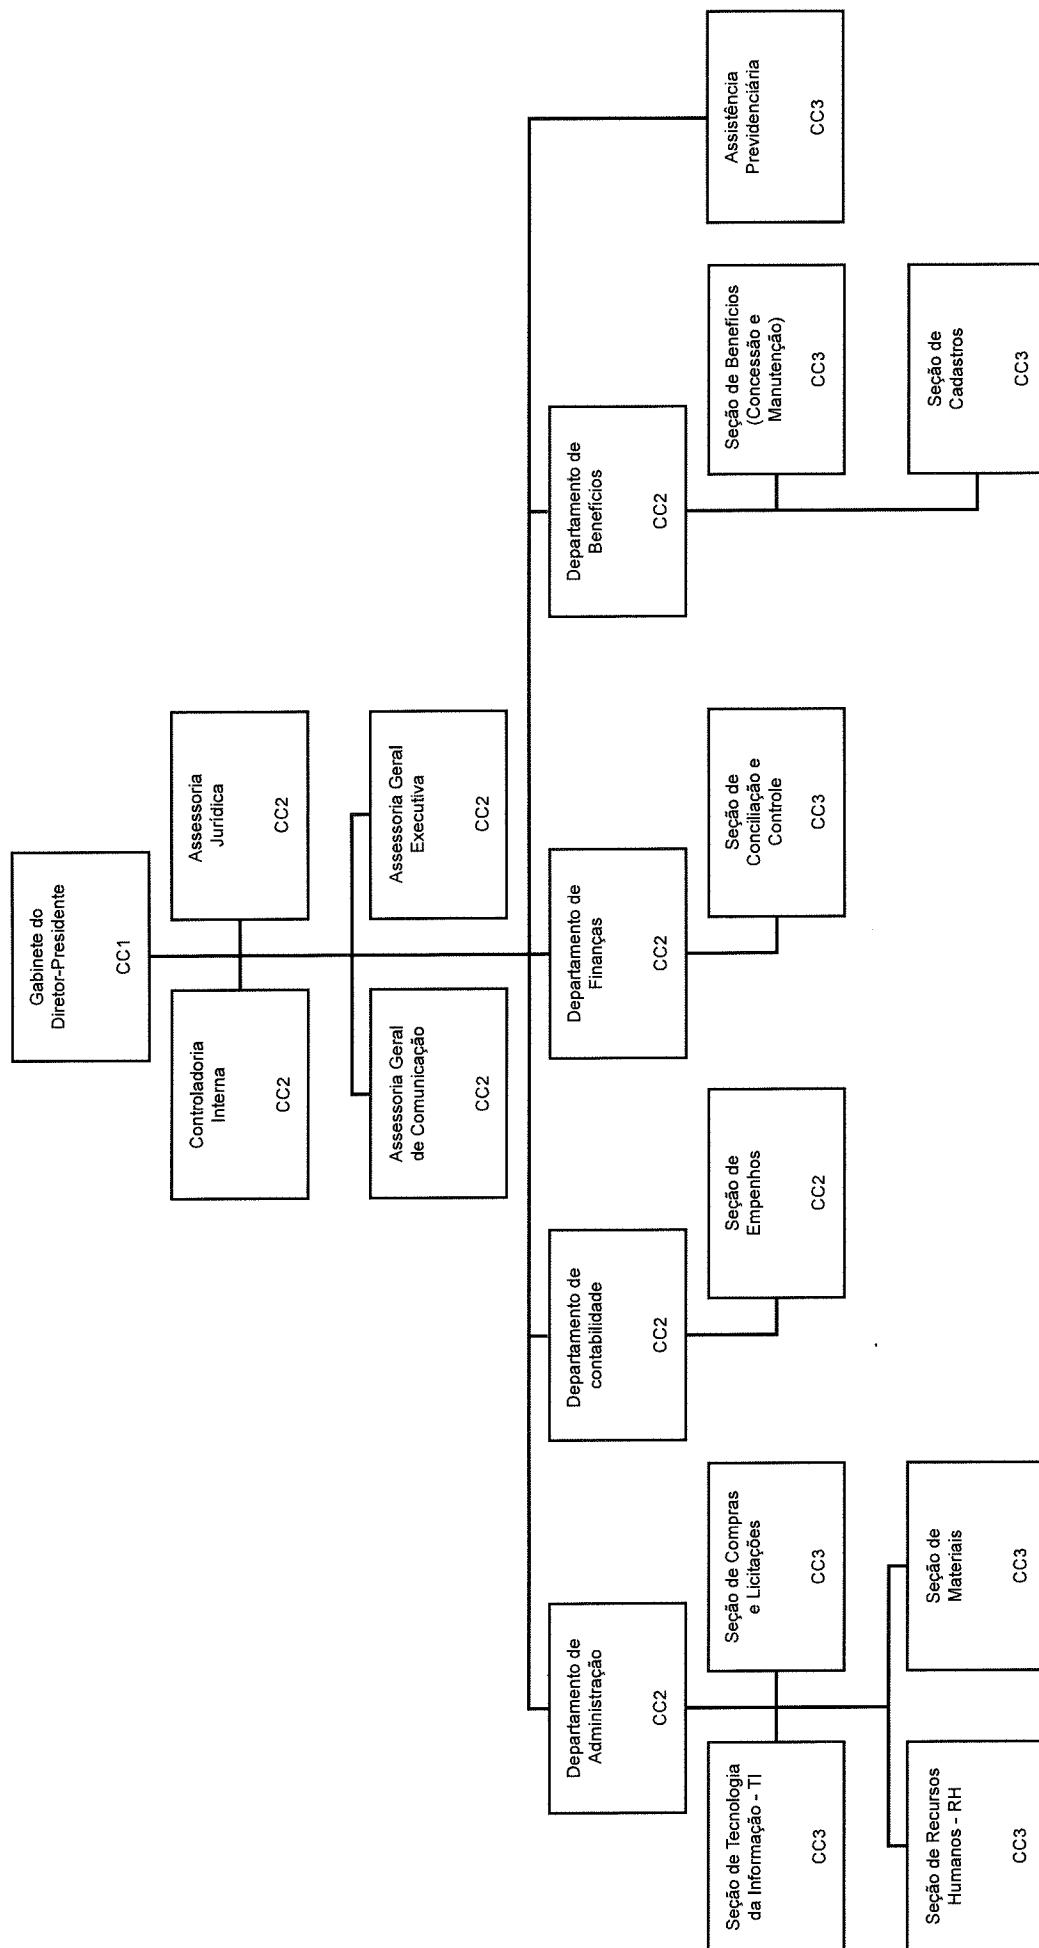 Gabinete do
Diretor-Presidente
CC1
Controladoria
Interna
CC2
Assessoria
Jurídica
CC2
Assessoria Geral
de Comunicação
CC2
Assessoria Geral
Executiva
CC2
Departamento de
Administração
CC2
Departamento de
contabilidade
CC2
Departamento de
Finanças
CC2
Departamento de
Benefícios
CC2
Seção de Tecnologia
da Informação - TI
CC3
Seção de Compras
e Licitações
CC3
Seção de
Empenhos
CC2
Seção de
Conciliação e
Controle
CC3
Seção de Benefícios
(Concessão e
Manutenção)
CC3
Assistência
Previdenciária
CC3
Seção de Recursos
Humanos - RH
CC3
Seção de
Materiais
CC3
Seção de
Cadastros
CC3